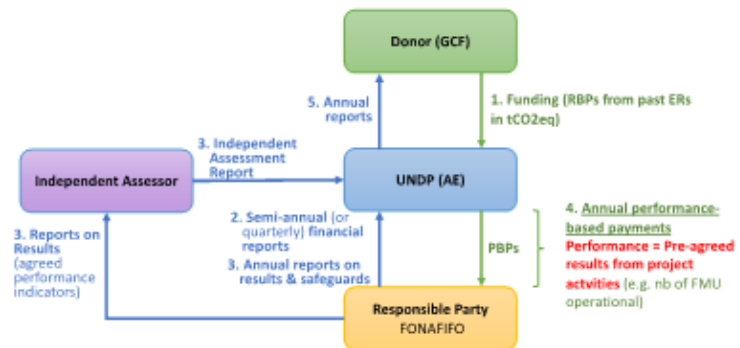 Donor (GCF)
5. Annual
reports
1. Funding (RBPs from past ERs
in tCO2eq)
3. Independent
Assessment
Report
Independent Assessor
UNDP (AE)
3. Reports on
Results
(agreed
performance
indicators)
2. Semi-annual (or
quarterly) financial
reports
3. Annual reports on
results & safeguards
PBPs
4. Annual performance-
based payments
Performance = Pre-agreed
results from project
actvities (e.g. nb of FMU
operational)
Responsible Party
FONAFIFO